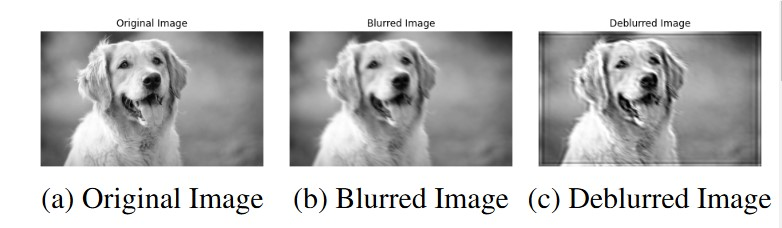 Original Image
Blurred Image
Deblurred Image
(a) Original Image
(b) Blurred Image
(c) Deblurred Image